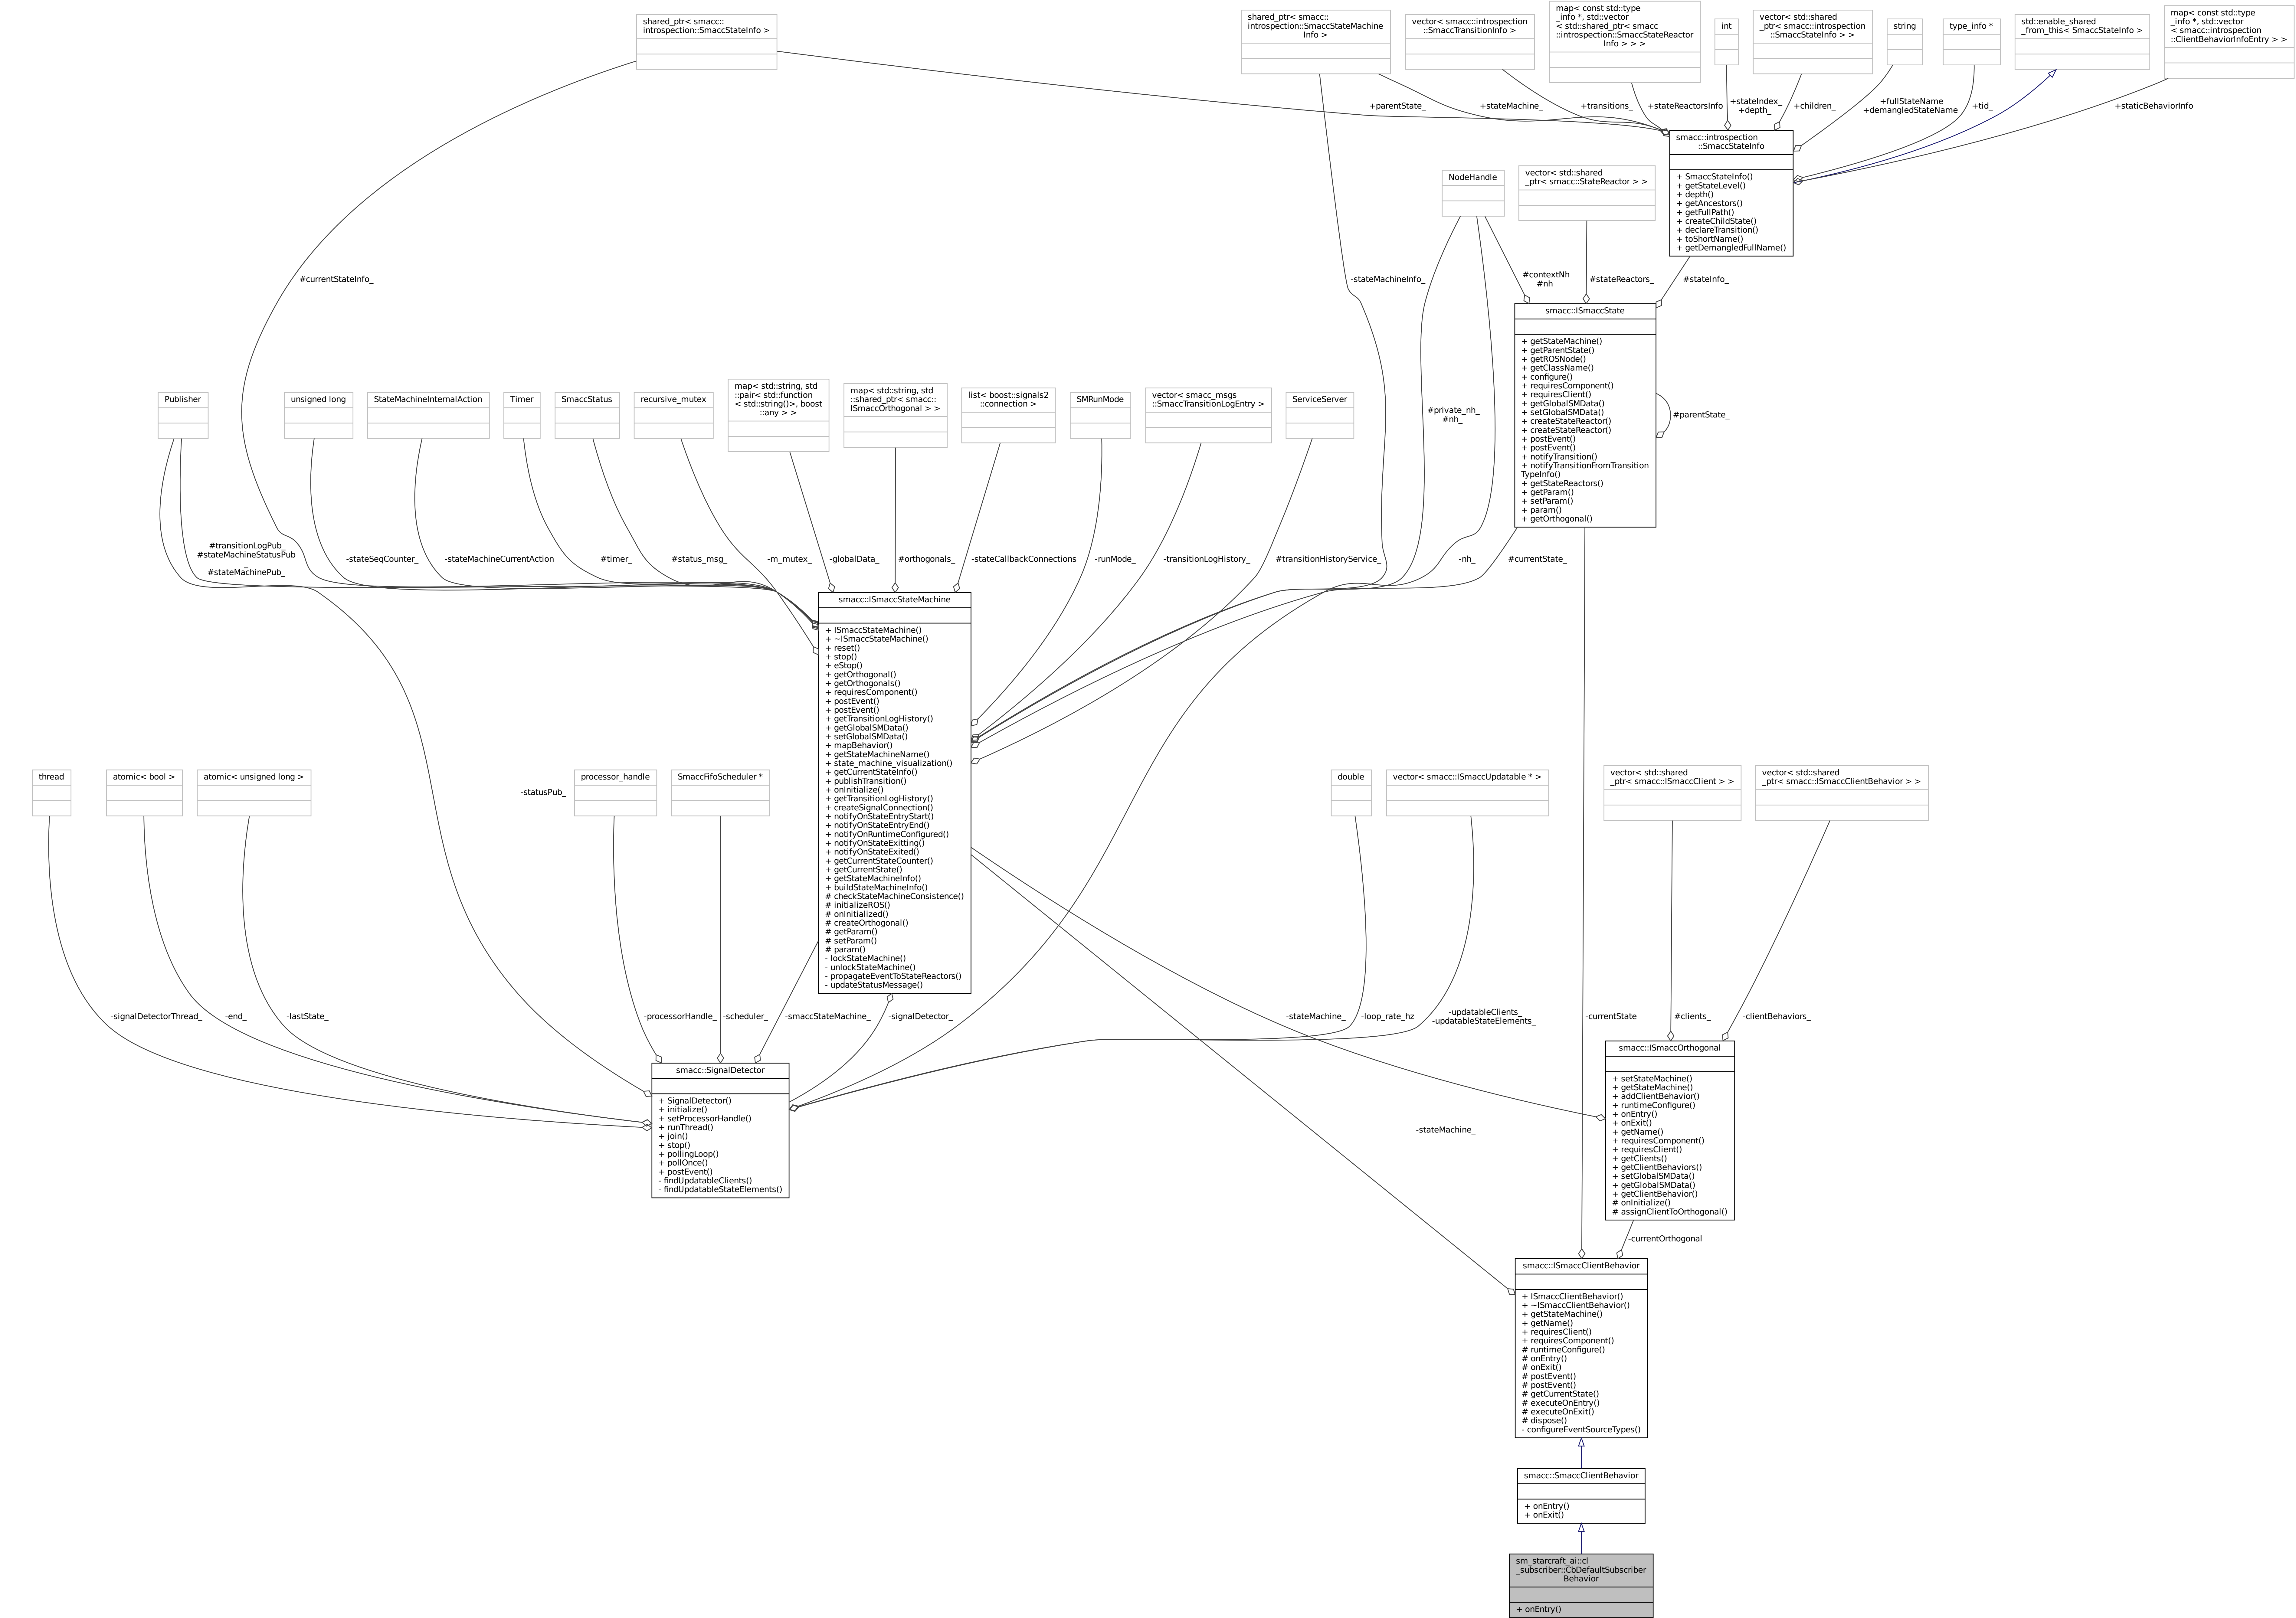 shared_ptr< smacc::
introspection::SmaccStateInfo >
shared_ptr< smacc::
introspection::SmaccStateMachine
Info >
vector< smacc::introspection
::SmaccTransitionInfo >
map< const std::type
_info *, std::vector
< std::shared_ptr< smacc
::introspection::SmaccStateReactor
Info > > >
int
vector< std::shared
_ptr< smacc::introspection
::SmaccStateInfo > >
string
type_info *
std::enable_shared
_from_this< SmaccStateInfo >
map< const std::type
_info *, std::vector
< smacc::introspection
::ClientBehaviorInfoEntry > >
+parentState_
+stateMachine_
+transitions_
+stateReactorsInfo
+stateIndex_
+depth_
+children_
+fullStateName
+demangledStateName
+tid_
+staticBehaviorInfo
smacc::introspection
::SmaccStateInfo
+ SmaccStateInfo()
+ getStateLevel()
+ depth()
+ getAncestors()
+ getFullPath()
+ createChildState()
+ declareTransition()
+ toShortName()
+ getDemangledFullName()
NodeHandle
vector< std::shared
_ptr< smacc::StateReactor > >
#currentStateInfo_
-stateMachineInfo_
#contextNh
#nh
#stateReactors_
#stateInfo_
smacc::ISmaccState
+ getStateMachine()
+ getParentState()
+ getROSNode()
+ getClassName()
+ configure()
+ requiresComponent()
+ requiresClient()
+ getGlobalSMData()
+ setGlobalSMData()
+ createStateReactor()
+ createStateReactor()
+ postEvent()
+ postEvent()
+ notifyTransition()
+ notifyTransitionFromTransition
TypeInfo()
+ getStateReactors()
+ getParam()
+ setParam()
+ param()
+ getOrthogonal()
#parentState_
#private_nh_
#nh_
Publisher
unsigned long
StateMachineInternalAction
Timer
SmaccStatus
recursive_mutex
map< std::string, std
::pair< std::function
< std::string()>, boost
::any > >
map< std::string, std
::shared_ptr< smacc::
ISmaccOrthogonal > >
list< boost::signals2
::connection >
SMRunMode
vector< smacc_msgs
::SmaccTransitionLogEntry >
ServiceServer
#transitionLogPub_
#stateMachineStatusPub
_
#stateMachinePub_
-stateSeqCounter_
-stateMachineCurrentAction
#timer_
#status_msg_
-m_mutex_
-globalData_
#orthogonals_
-stateCallbackConnections
-runMode_
-transitionLogHistory_
#transitionHistoryService_
-nh_
#currentState_
smacc::ISmaccStateMachine
+ ISmaccStateMachine()
+ ~ISmaccStateMachine()
+ reset()
+ stop()
+ eStop()
+ getOrthogonal()
+ getOrthogonals()
+ requiresComponent()
+ postEvent()
+ postEvent()
+ getTransitionLogHistory()
+ getGlobalSMData()
+ setGlobalSMData()
+ mapBehavior()
+ getStateMachineName()
+ state_machine_visualization()
+ getCurrentStateInfo()
+ publishTransition()
+ onInitialize()
+ getTransitionLogHistory()
+ createSignalConnection()
+ notifyOnStateEntryStart()
+ notifyOnStateEntryEnd()
+ notifyOnRuntimeConfigured()
+ notifyOnStateExitting()
+ notifyOnStateExited()
+ getCurrentStateCounter()
+ getCurrentState()
+ getStateMachineInfo()
+ buildStateMachineInfo()
# checkStateMachineConsistence()
# initializeROS()
# onInitialized()
# createOrthogonal()
# getParam()
# setParam()
# param()
- lockStateMachine()
- unlockStateMachine()
- propagateEventToStateReactors()
- updateStatusMessage()
thread
atomic< bool >
atomic< unsigned long >
-statusPub_
processor_handle
SmaccFifoScheduler *
double
vector< smacc::ISmaccUpdatable * >
vector< std::shared
_ptr< smacc::ISmaccClient > >
vector< std::shared
_ptr< smacc::ISmaccClientBehavior > >
-signalDetectorThread_
-end_
-lastState_
-processorHandle_
-scheduler_
-smaccStateMachine_
-signalDetector_
-stateMachine_
-loop_rate_hz
-updatableClients_
-updatableStateElements_
-currentState
#clients_
-clientBehaviors_
smacc::SignalDetector
+ SignalDetector()
+ initialize()
+ setProcessorHandle()
+ runThread()
+ join()
+ stop()
+ pollingLoop()
+ pollOnce()
+ postEvent()
- findUpdatableClients()
- findUpdatableStateElements()
smacc::ISmaccOrthogonal
+ setStateMachine()
+ getStateMachine()
+ addClientBehavior()
+ runtimeConfigure()
+ onEntry()
+ onExit()
+ getName()
+ requiresComponent()
+ requiresClient()
+ getClients()
+ getClientBehaviors()
+ setGlobalSMData()
+ getGlobalSMData()
+ getClientBehavior()
# onInitialize()
# assignClientToOrthogonal()
-stateMachine_
-currentOrthogonal
smacc::ISmaccClientBehavior
+ ISmaccClientBehavior()
+ ~ISmaccClientBehavior()
+ getStateMachine()
+ getName()
+ requiresClient()
+ requiresComponent()
# runtimeConfigure()
# onEntry()
# onExit()
# postEvent()
# postEvent()
# getCurrentState()
# executeOnEntry()
# executeOnExit()
# dispose()
- configureEventSourceTypes()
smacc::SmaccClientBehavior
+ onEntry()
+ onExit()
sm_starcraft_ai::cl
_subscriber::CbDefaultSubscriber
Behavior
+ onEntry()